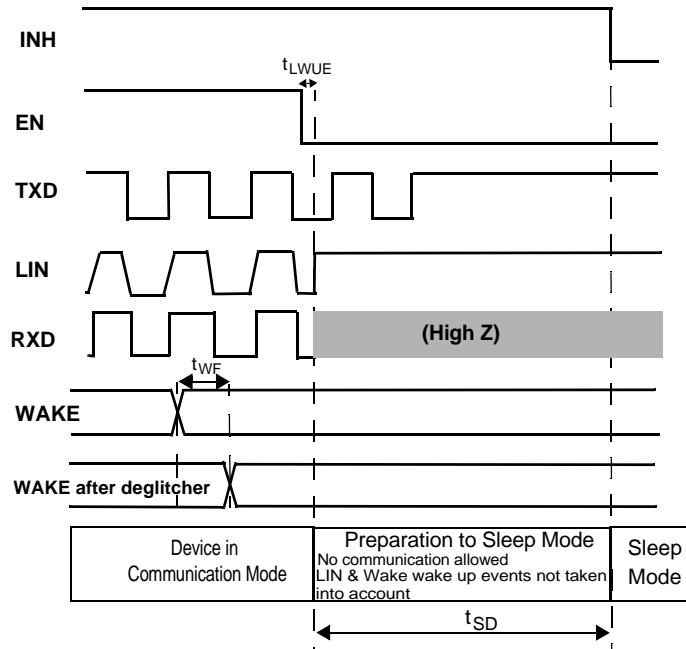 INH
tLWUE
EN
TXD
LIN
RXD
(High Z)
tWF
WAKE
WAKE after deglitcher
Device in
Communication Mode
Preparation to Sleep Mode
No communication allowed
LIN & Wake wake up events not taken
into account
Sleep
Mode
tSD